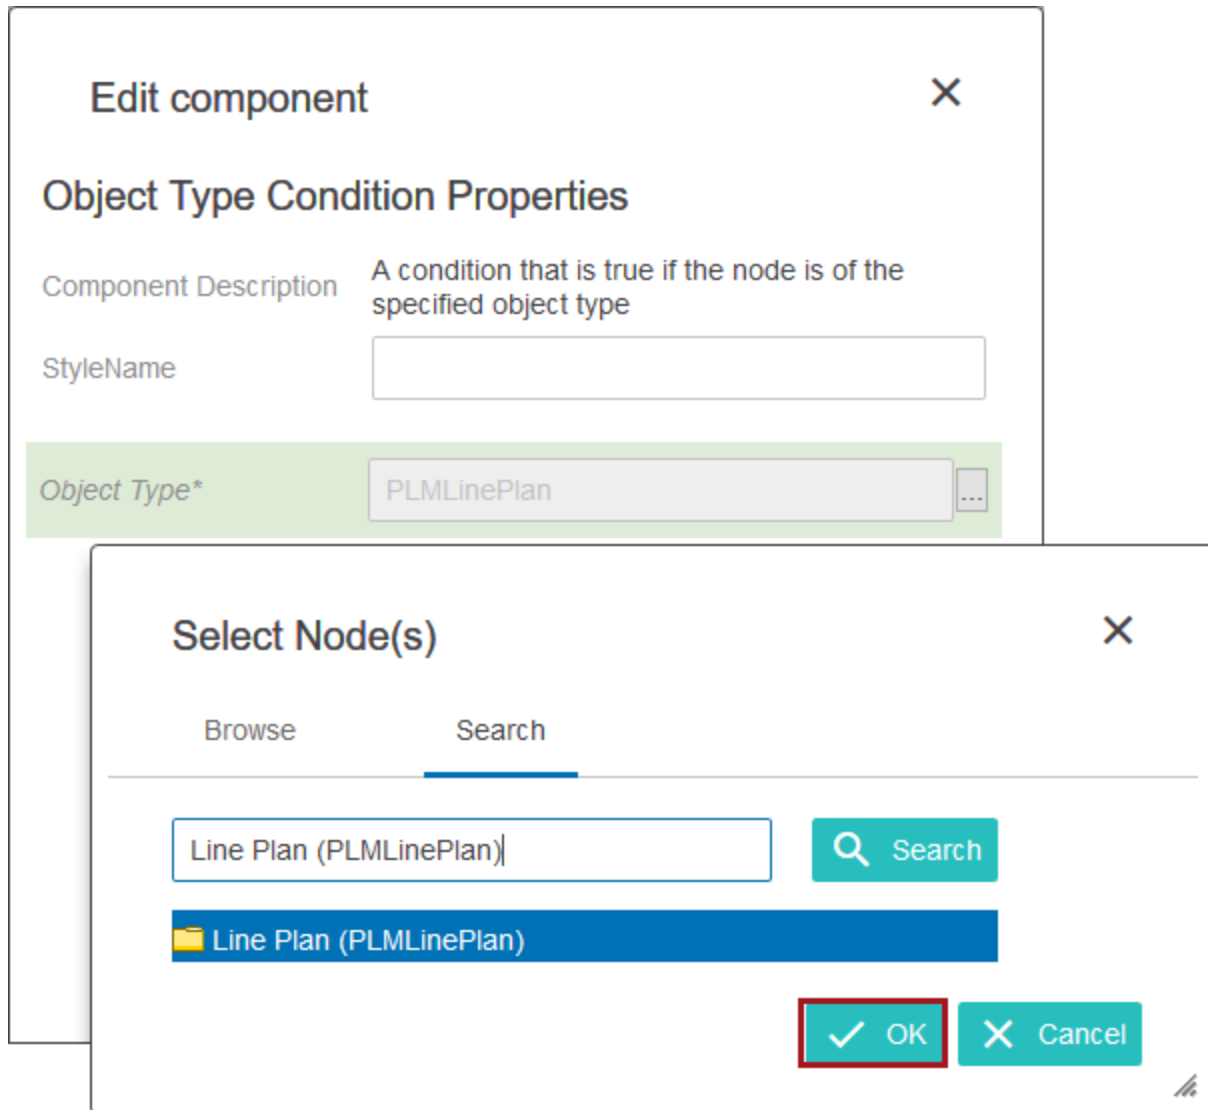 Edit component
Object Type Condition Properties
Component Description
A condition that is true if the node is of the
specified object type
StyleName
Object Type*
PLMLinePlan
...
Select Node(s)
Browse
Search
Line Plan (PLMLinePlan)
Search
Line Plan (PLMLinePlan)
OK
Cancel